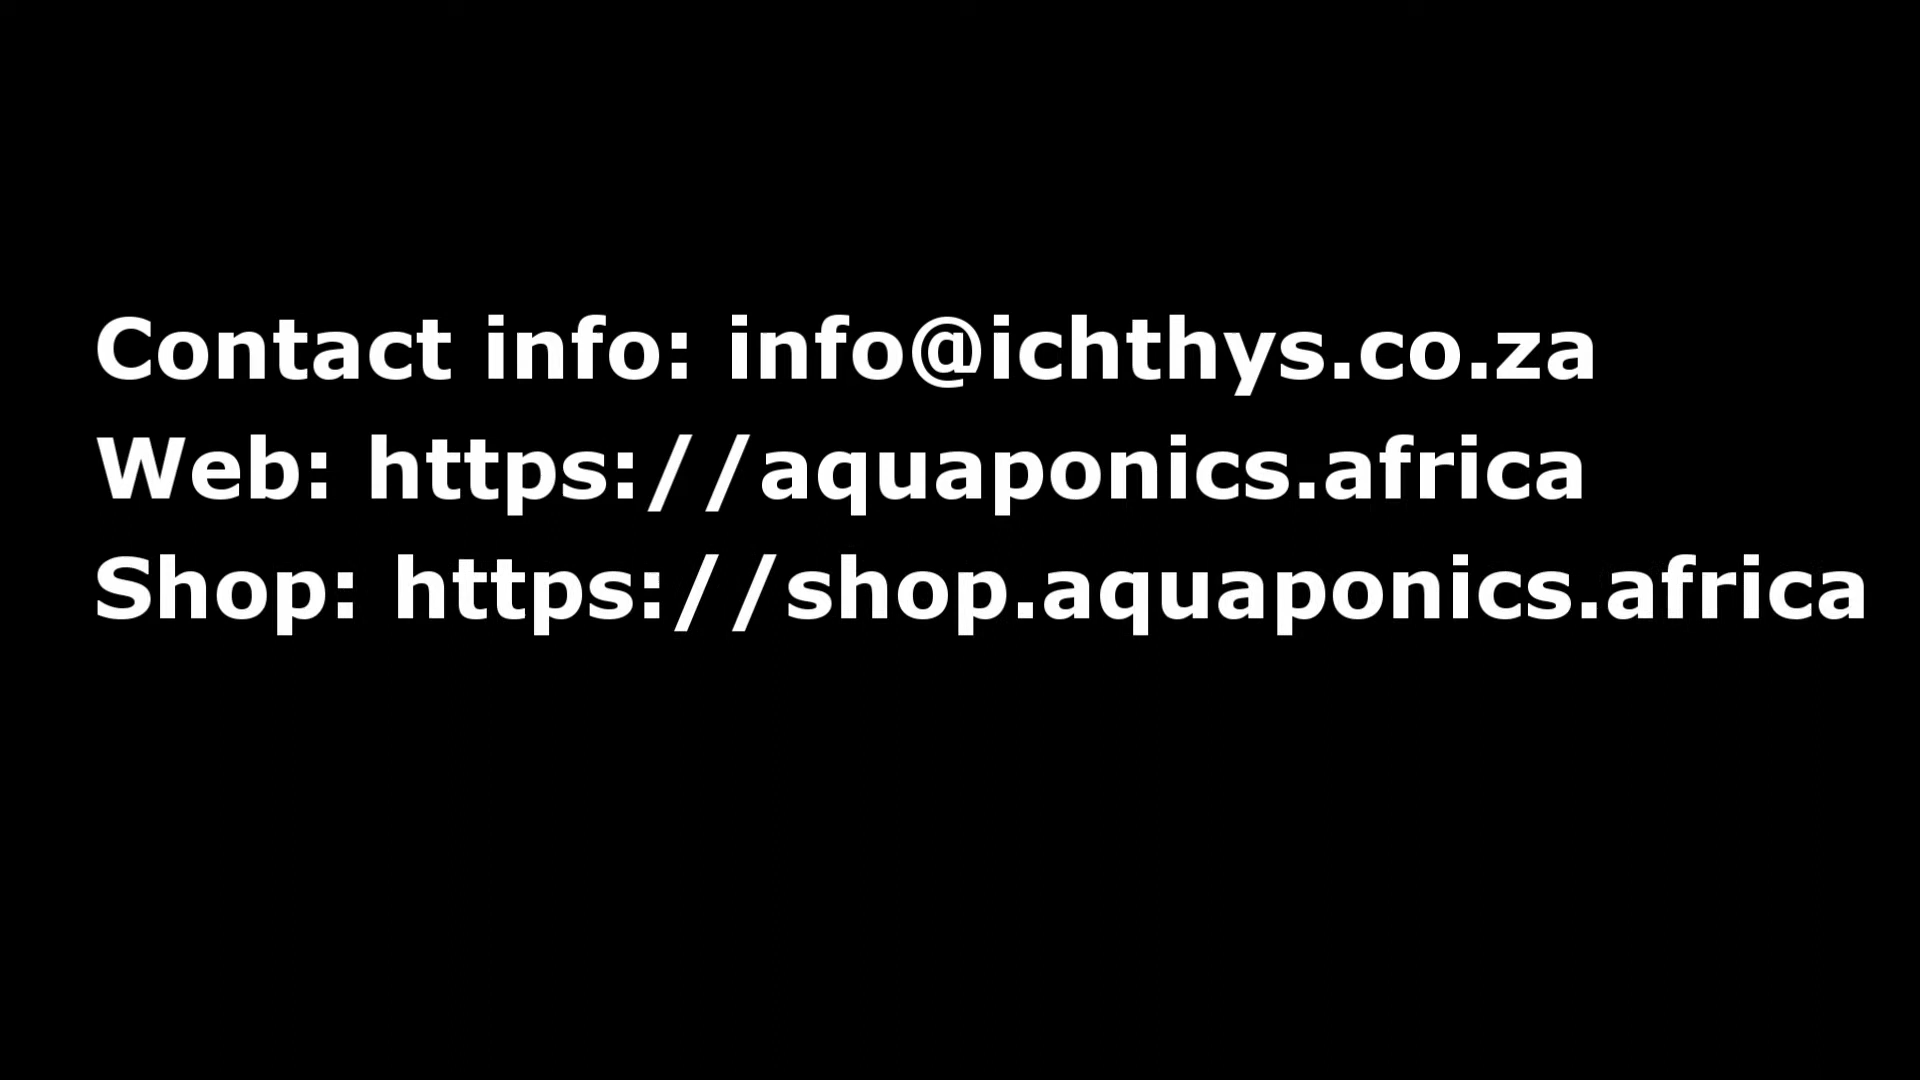 Contact info: info@ichthys.co.za
Web: https://aquaponics.africa
Shop: https://shop.aquaponics.africa